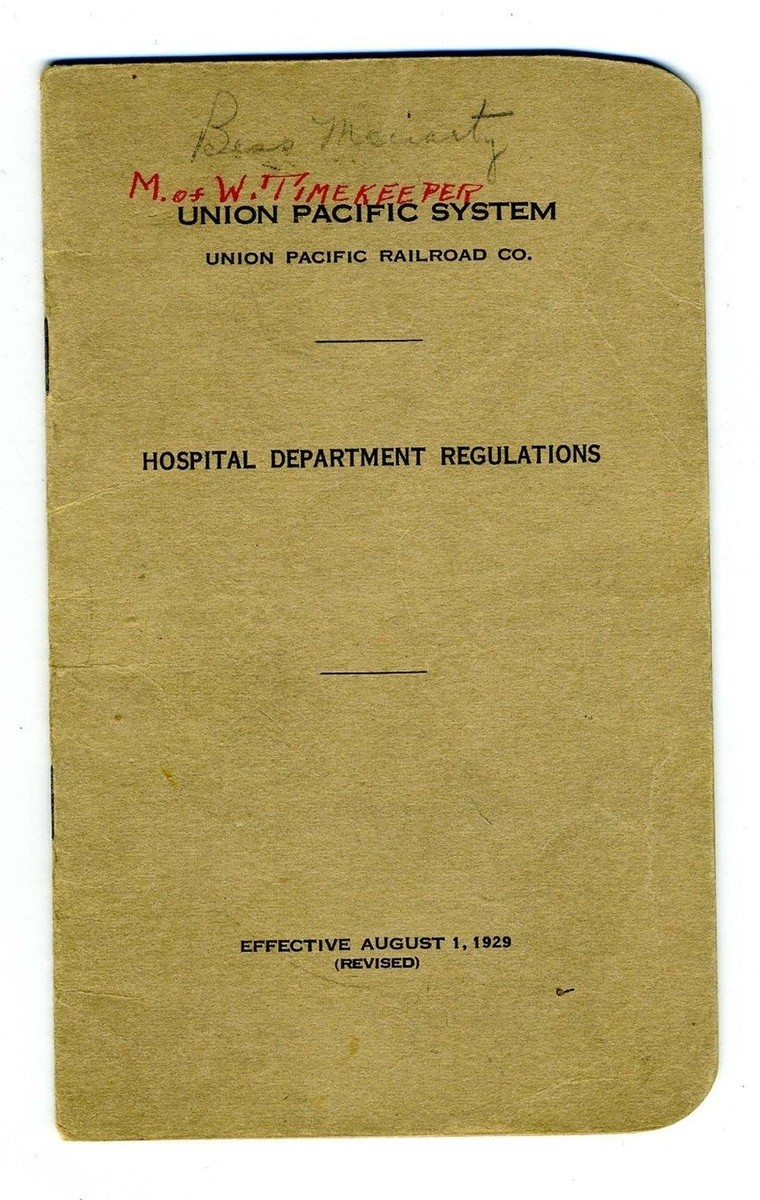 Bess Moriarty
M. of W. TIMEKEEPER
UNION PACIFIC SYSTEM
UNION PACIFIC RAILROAD CO.
HOSPITAL DEPARTMENT REGULATIONS
EFFECTIVE AUGUST 1, 1929
(REVISED)